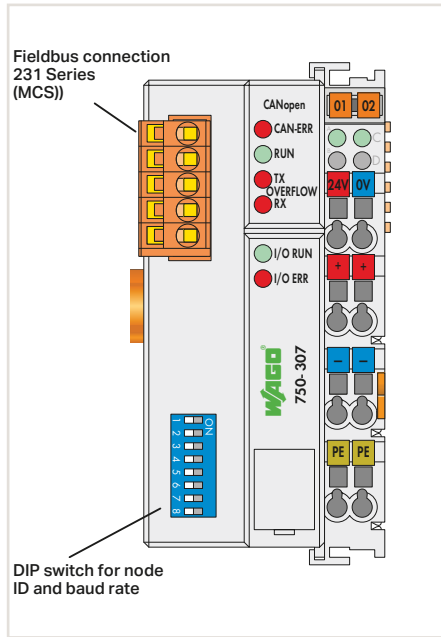 Fieldbus connection
231 Series
(MCS))
CANopen
CAN-ERR
RUN
TX
OVERFLOW
RX
I/O RUN
I/O ERR
WAGO®
750-307
01 02
C
D
24V 0V
+ +
— —
PE PE
ON
1
2
3
4
5
6
7
8
DIP switch for node
ID and baud rate